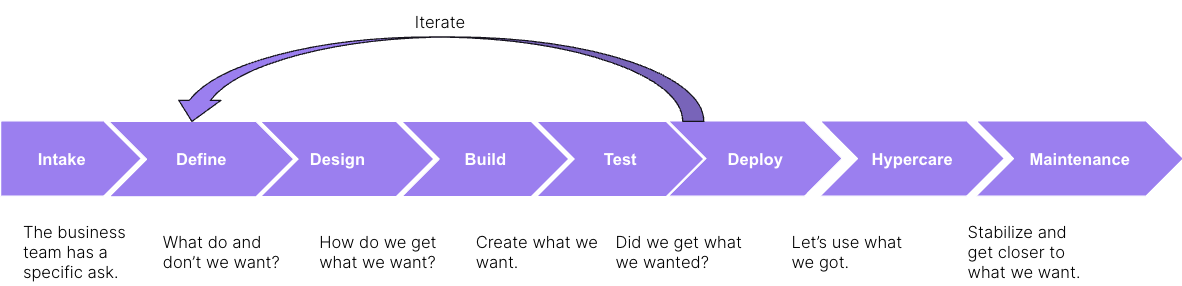 Iterate
Intake
Define
Design
Build
Test
Deploy
Hypercare
Maintenance
The business
team has a
specific ask.
What do and
don’t we want?
How do we get
what we want?
Create what we
want.
Did we get what
we wanted?
Let’s use what
we got.
Stabilize and
get closer to
what we want.